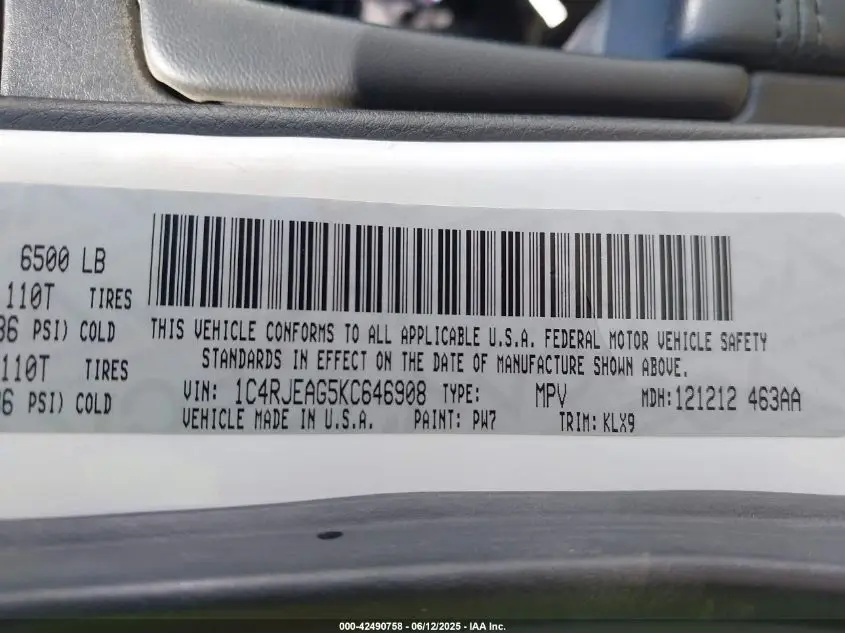 6500 LB
110T TIRES
36 PSI) COLD
110T TIRES
36 PSI) COLD
THIS VEHICLE CONFORMS TO ALL APPLICABLE U.S.A. FEDERAL MOTOR VEHICLE SAFETY
STANDARDS IN EFFECT ON THE DATE OF MANUFACTURE SHOWN ABOVE.
VIN: 1C4RJEAG5KC646908 TYPE: MPV MDH:121212 463AA
VEHICLE MADE IN U.S.A. PAINT: PW7 TRIM: KLX9
000-42490758 - 06/12/2025 - IAA Inc.